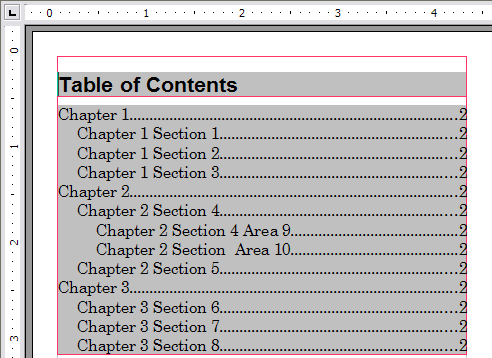 0 1 2 3 4
0
1
2
3
Table of Contents
Chapter 1..........................................................................2
Chapter 1 Section 1......................................................2
Chapter 1 Section 2......................................................2
Chapter 1 Section 3......................................................2
Chapter 2..........................................................................2
Chapter 2 Section 4......................................................2
Chapter 2 Section 4 Area 9......................................2
Chapter 2 Section  Area 10......................................2
Chapter 2 Section 5......................................................2
Chapter 3..........................................................................2
Chapter 3 Section 6......................................................2
Chapter 3 Section 7......................................................2
Chapter 3 Section 8......................................................2